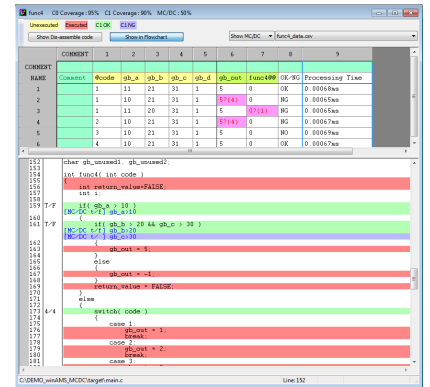 func4 C0 Coverage : 95% C1 Coverage : 90% MC/DC : 50%
Unexecuted Executed C1 OK C1 NG
Show Dis-assemble code Show in Flowchart Show MC/DC func4_data.csv
COMMENT 1 2 3 4 5 6 7 8 9
COMMENT
NAME Comment @code gb_a gb_b gb_c gb_d gb_out func4@@ OK/NG Processing Time
1 1 11 21 31 1 5 0 OK 0.00068ms
2 1 10 21 31 1 5?(4) 0 NG 0.00065ms
3 1 11 20 31 1 5 0?(1) NG 0.00067ms
4 2 10 21 31 1 5?(4) 0 NG 0.00067ms
5 3 10 21 31 1 5 0 OK 0.00069ms
6 4 10 21 31 1 5 0 OK 0.00067ms
152 char gb_unused1, gb_unused2;
153
154 int func4( int code )
155 {
156 int return_value=FALSE;
157 int i;
158
159 T/F if( gb_a > 10 )
[MC/DC t/f] gb_a>10
160 {
161 T/F if( gb_b > 20 && gb_c > 30 )
[MC/DC t/f] gb_b>20
[MC/DC t/ ] gb_c>30
162 {
163 gb_out = 5;
164 }
165 else
166 {
167 gb_out = -1;
168 }
169 return_value = FALSE;
170 }
171 else
172 {
173 4/4 switch( code )
174 {
175 case 1:
176 gb_out = 1;
177 break;
178 case 2:
179 gb_out = 2;
180 break;
181 case 3:
C:\DEMO_winAMS_MCDC\target\main.c Line: 152